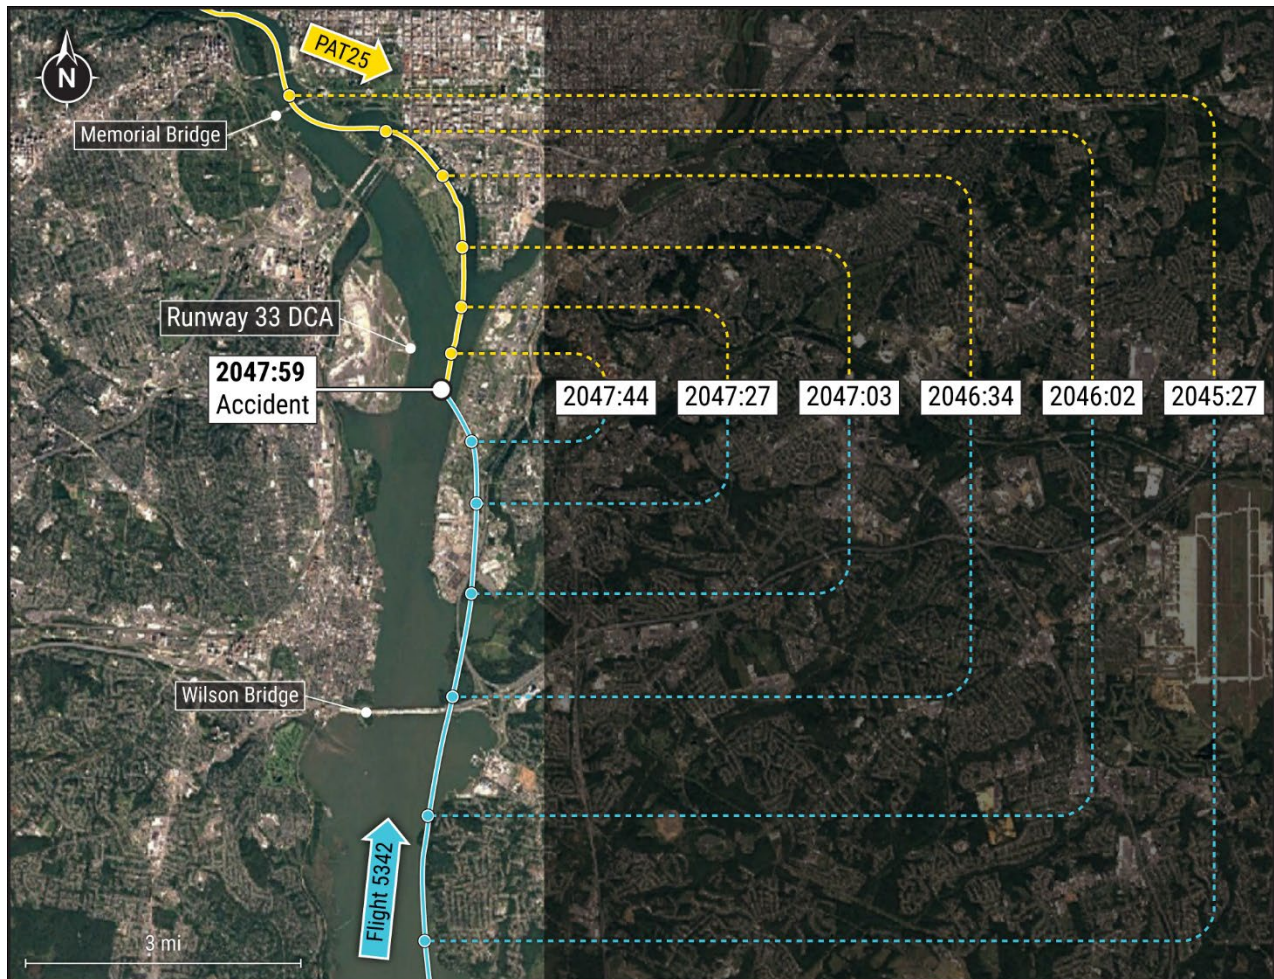 N
PAT25
Memorial Bridge
Runway 33 DCA
2047:59
Accident
2047:44
2047:27
2047:03
2046:34
2046:02
2045:27
Wilson Bridge
Flight 5342
3 mi